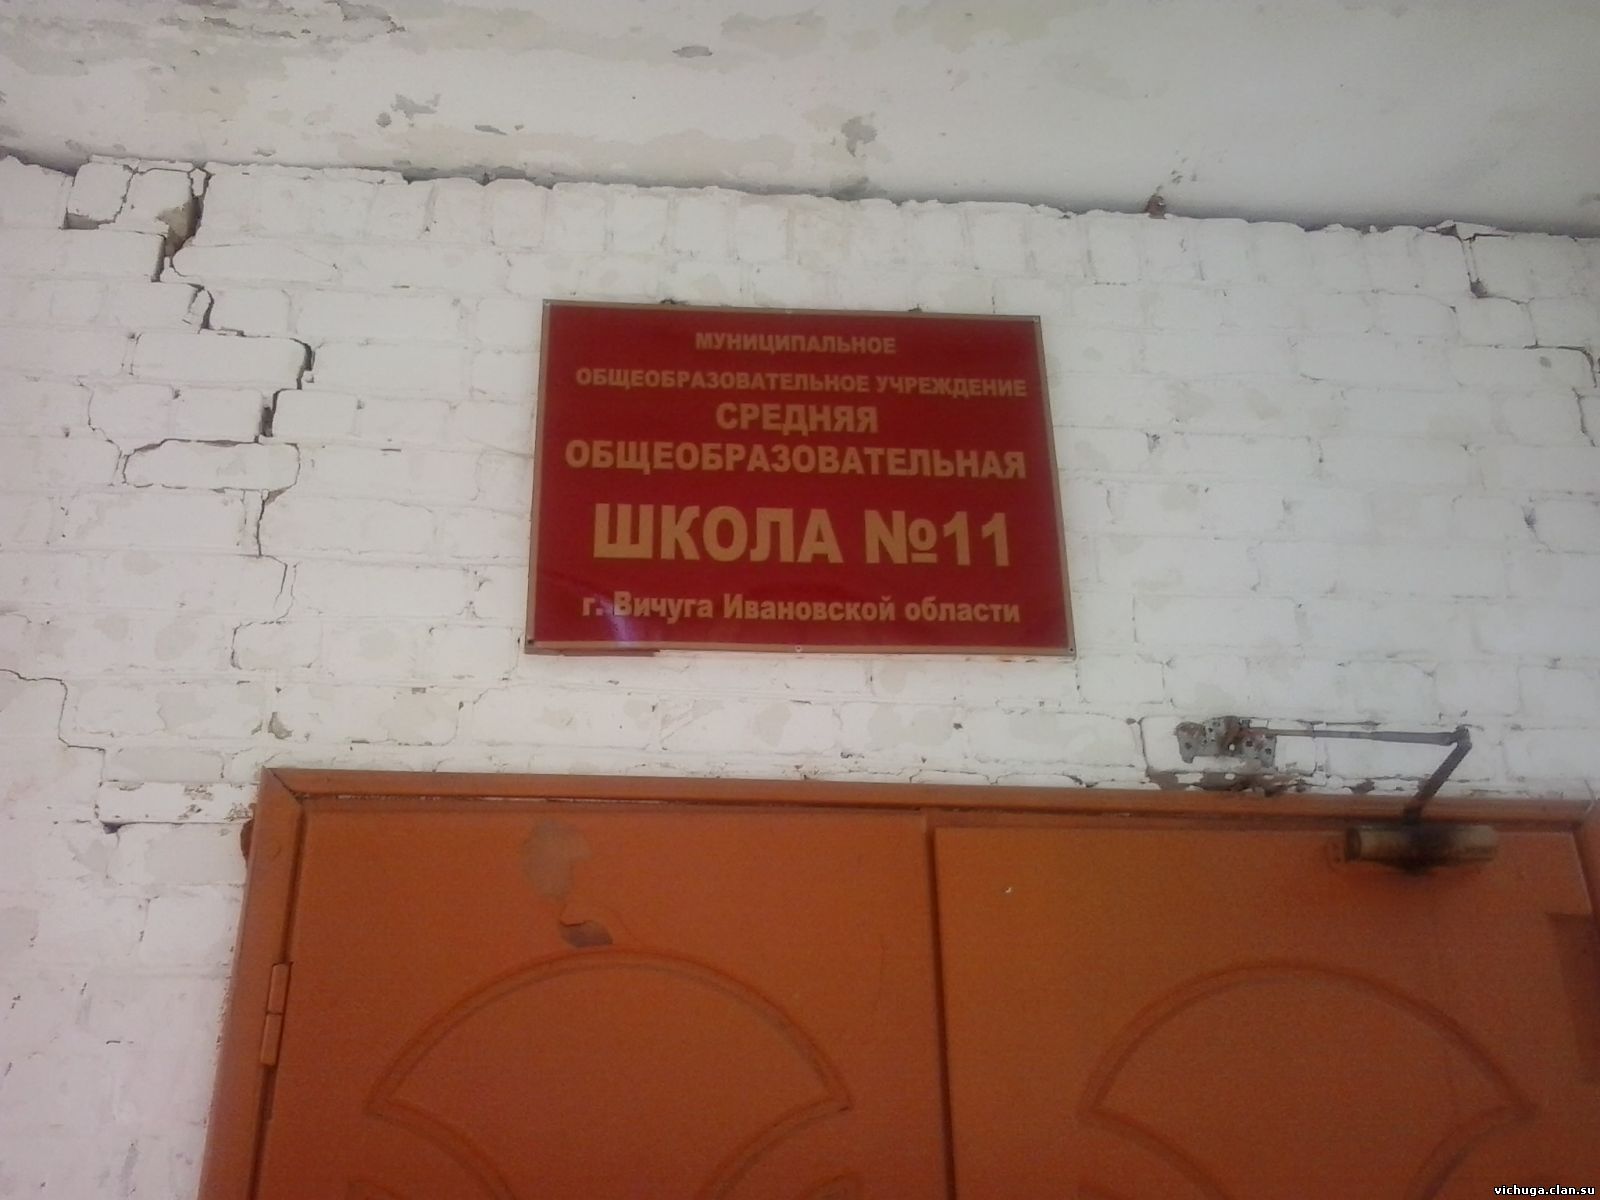 МУНИЦИПАЛЬНОЕ
ОБЩЕОБРАЗОВАТЕЛЬНОЕ УЧРЕЖДЕНИЕ
СРЕДНЯЯ
ОБЩЕОБРАЗОВАТЕЛЬНАЯ
ШКОЛА №11
г. Вичуга Ивановской области
vichuga.clan.su